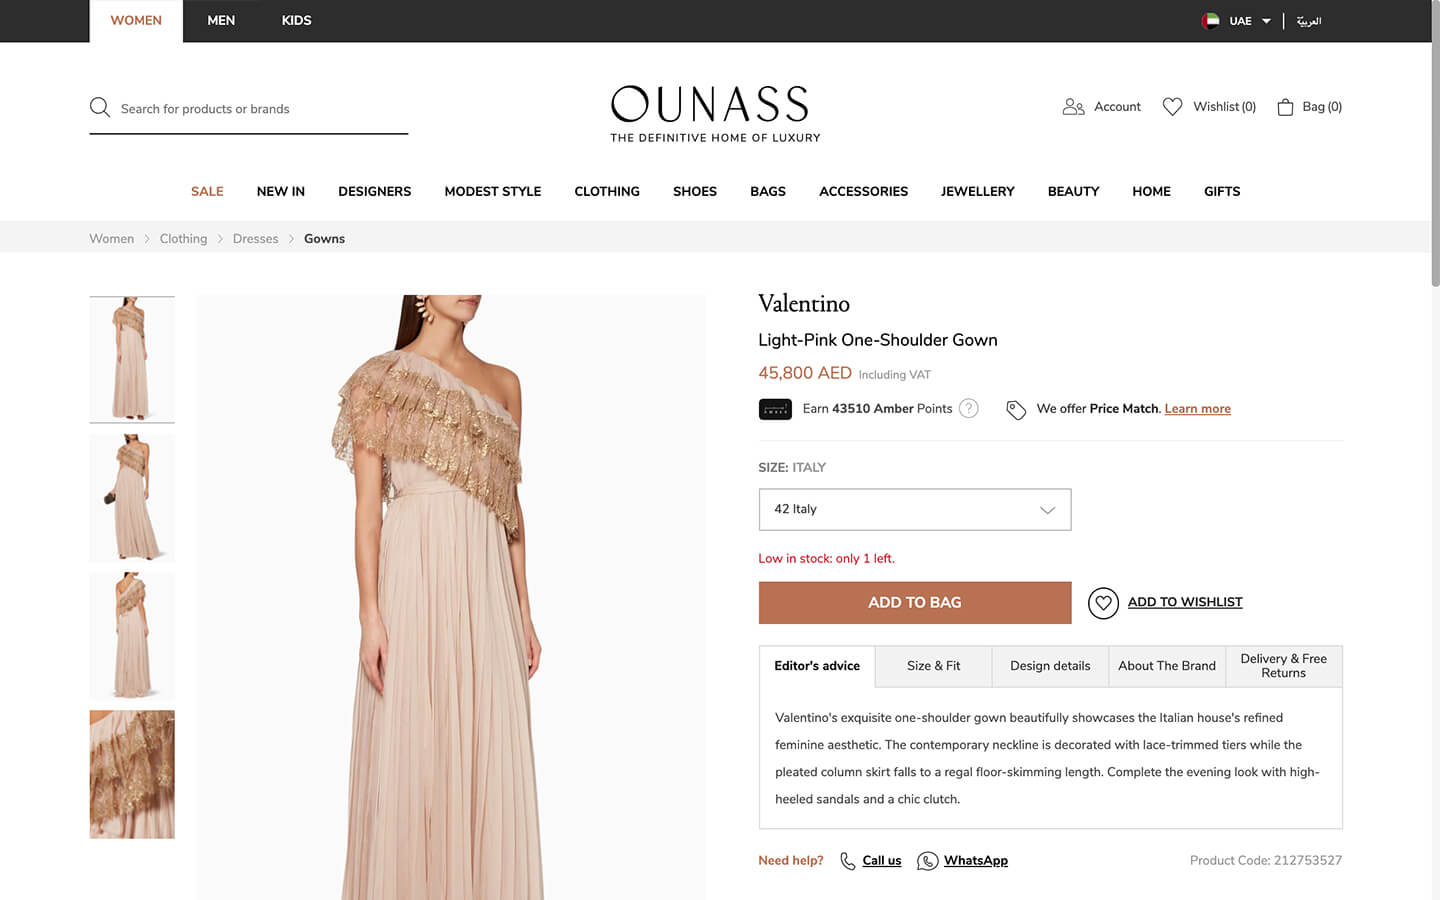 WOMEN MEN KIDS UAE العربيّة
Search for products or brands
OUNASS
THE DEFINITIVE HOME OF LUXURY
Account Wishlist (0) Bag (0)
SALE NEW IN DESIGNERS MODEST STYLE CLOTHING SHOES BAGS ACCESSORIES JEWELLERY BEAUTY HOME GIFTS
Women Clothing Dresses Gowns
Valentino
Light-Pink One-Shoulder Gown
45,800 AED Including VAT
Earn 43510 Amber Points ? We offer Price Match. Learn more
SIZE: ITALY
42 Italy
Low in stock: only 1 left.
ADD TO BAG ADD TO WISHLIST
Editor's advice Size & Fit Design details About The Brand Delivery & Free
Returns
Valentino's exquisite one-shoulder gown beautifully showcases the Italian house's refined
feminine aesthetic. The contemporary neckline is decorated with lace-trimmed tiers while the
pleated column skirt falls to a regal floor-skimming length. Complete the evening look with high-
heeled sandals and a chic clutch.
Need help? Call us WhatsApp Product Code: 212753527